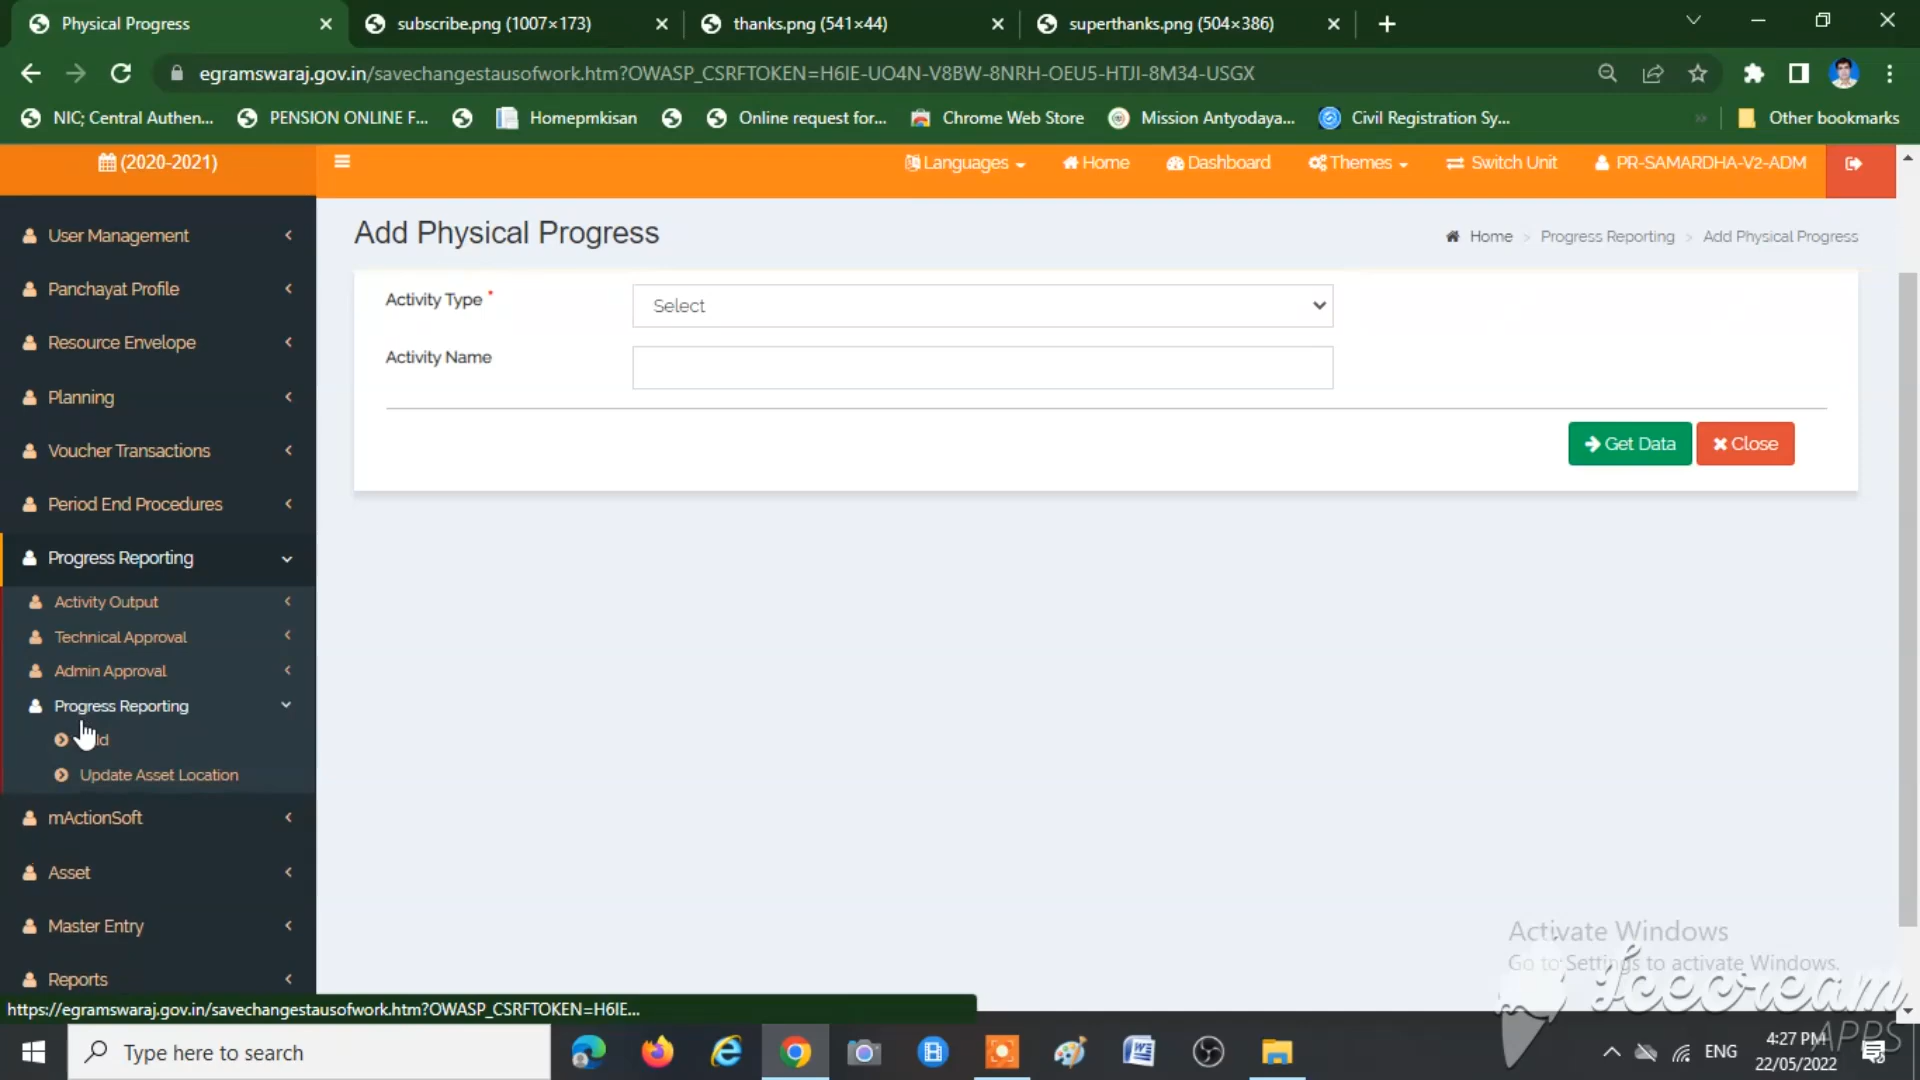 Physical Progress
subscribe.png (1007×173)
thanks.png (541×44)
superthanks.png (504×386)
egramswaraj.gov.in/savechangestausofwork.htm?OWASP_CSRFTOKEN=H6IE-UO4N-V8BW-8NRH-OEU5-HTJI-8M34-USGX
NIC; Central Authen...
PENSION ONLINE F...
Homepmkisan
Online request for...
Chrome Web Store
Mission Antyodaya...
Civil Registration Sy...
»
Other bookmarks
(2020-2021)
Languages
Home
Dashboard
Themes
Switch Unit
PR-SAMARDHA-V2-ADM
User Management
Panchayat Profile
Resource Envelope
Planning
Voucher Transactions
Period End Procedures
Progress Reporting
Activity Output
Technical Approval
Admin Approval
Progress Reporting
Update Asset Location
mActionSoft
Asset
Master Entry
Reports
Add Physical Progress
Home > Progress Reporting > Add Physical Progress
Activity Type *
Select
Activity Name
Get Data
Close
Activate Windows
Go to Settings to activate Windows.
Icecream
APPS
https://egramswaraj.gov.in/savechangestausofwork.htm?OWASP_CSRFTOKEN=H6IE...
Type here to search
ENG
4:27 PM
22/05/2022